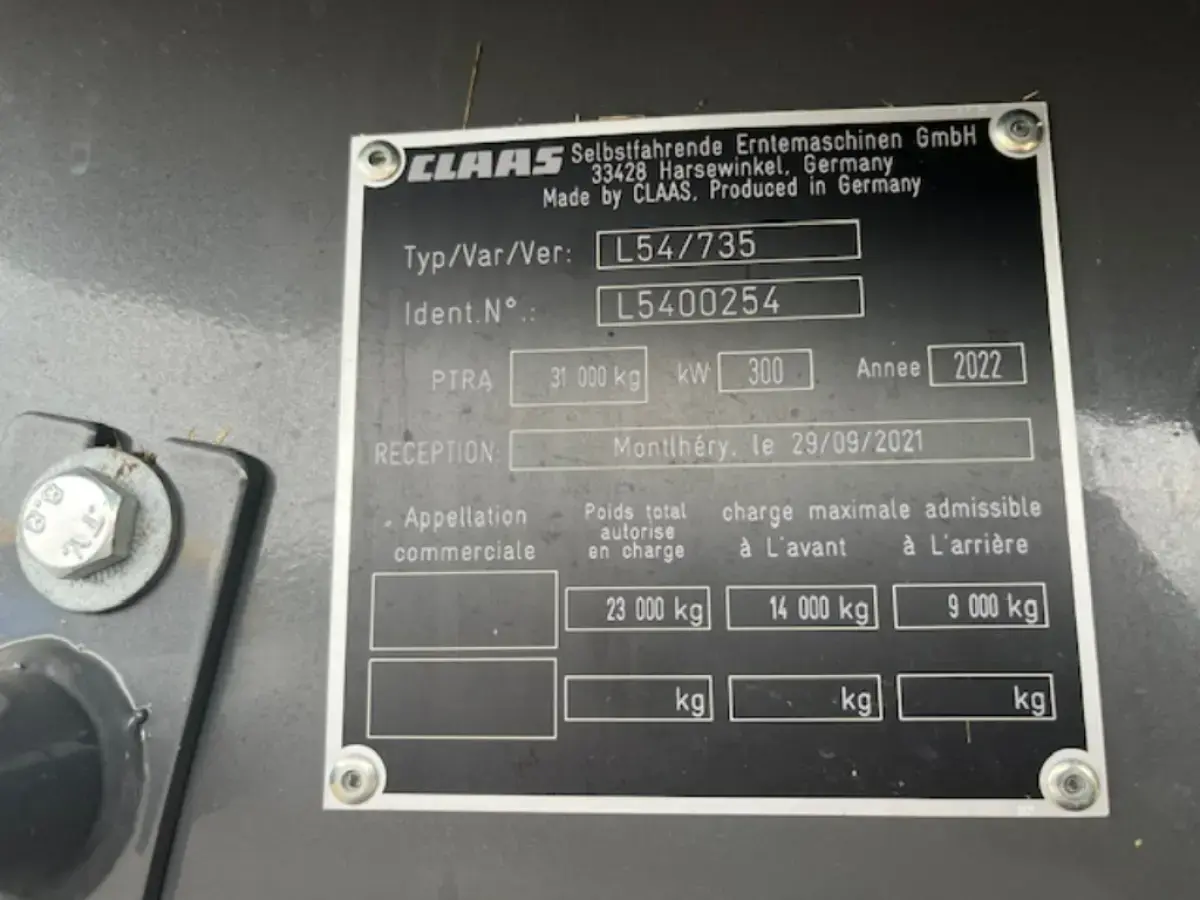 CLAAS Selbstfahrende Erntemaschinen GmbH
33428 Harsewinkel, Germany
Made by CLAAS. Produced in Germany
Typ/Var/Ver: L54/735
Ident.N°.: L5400254
PTRA 31 000 kg kW 300 Annee 2022
RECEPTION: Montlhéry, le 29/09/2021
Appellation commerciale
Poids total autorise en charge
charge maximale admissible
à L'avant à L'arrière
23 000 kg 14 000 kg 9 000 kg
kg kg kg